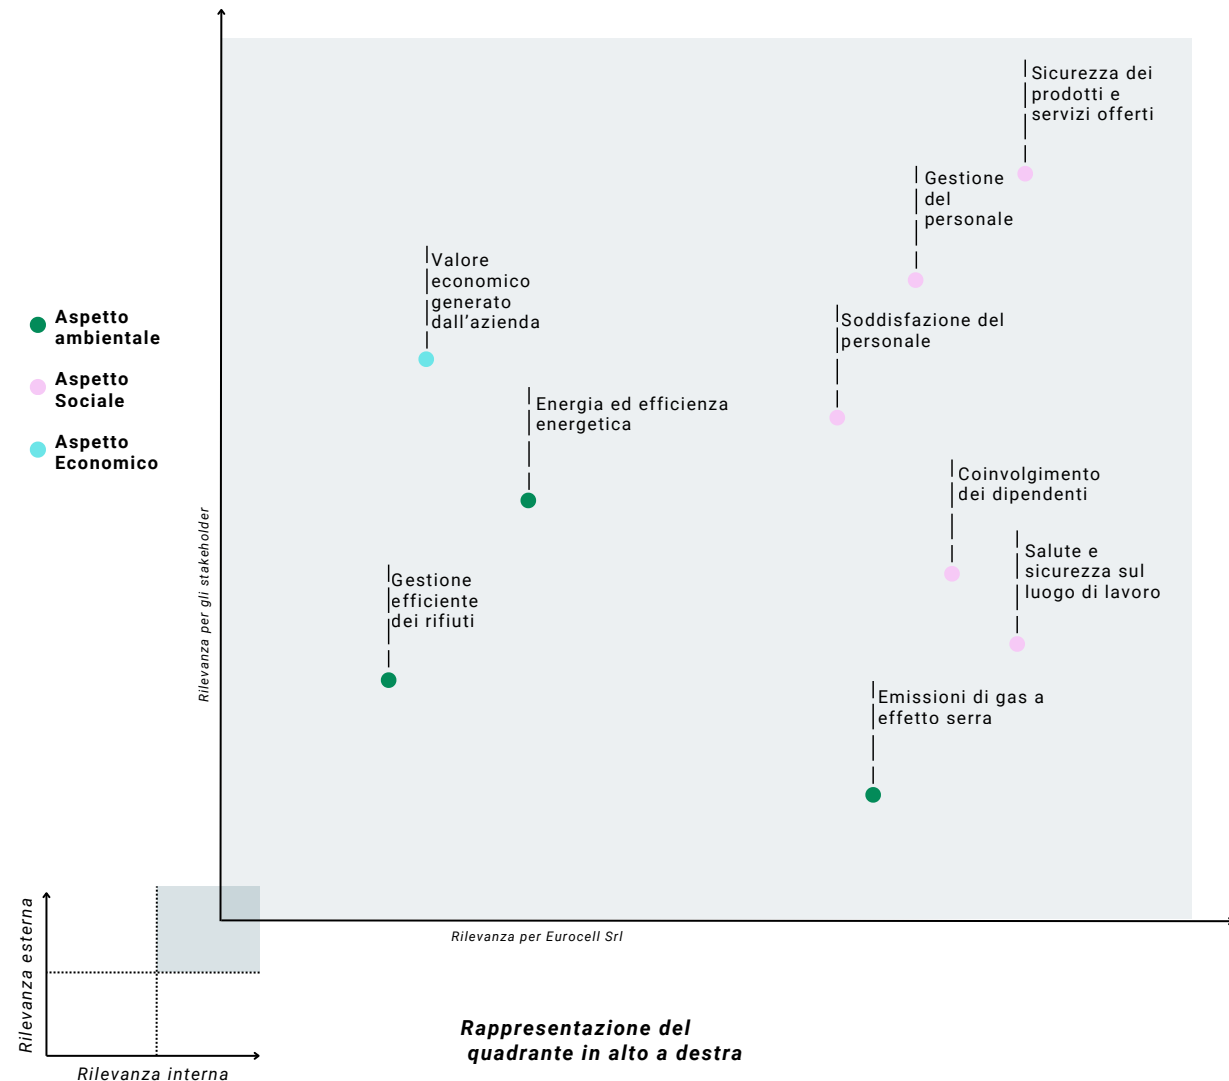 Sicurezza dei
prodotti e
servizi offerti
Gestione
del
personale
Valore
economico
generato
dall'azienda
Soddisfazione del
personale
Aspetto
ambientale
Aspetto
Sociale
Aspetto
Economico
Energia ed efficienza
energetica
Coinvolgimento
dei dipendenti
Salute e
sicurezza sul
luogo di lavoro
Gestione
efficiente
dei rifiuti
Emissioni di gas a
effetto serra
Rilevanza per gli stakeholder
Rilevanza per Eurocell Srl
Rilevanza esterna
Rilevanza interna
Rappresentazione del
quadrante in alto a destra